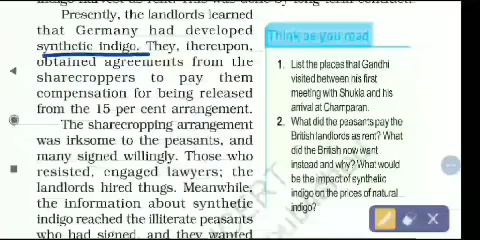 Presently, the landlords learned
that Germany had developed
synthetic indigo. They, thereupon,
obtained agreements from the
sharecroppers to pay them
compensation for being released
from the 15 per cent arrangement.
The sharecropping arrangement
was irksome to the peasants, and
many signed willingly. Those who
resisted, engaged lawyers; the
landlords hired thugs. Meanwhile,
the information about synthetic
indigo reached the illiterate peasants
who had signed, and they wanted
Think as you read
1. List the places that Gandhi
visited between his first
meeting with Shukla and his
arrival at Champaran.
2. What did the peasants pay the
British landlords as rent? What
did the British now want
instead and why? What would
be the impact of synthetic
indigo on the prices of natural
indigo?